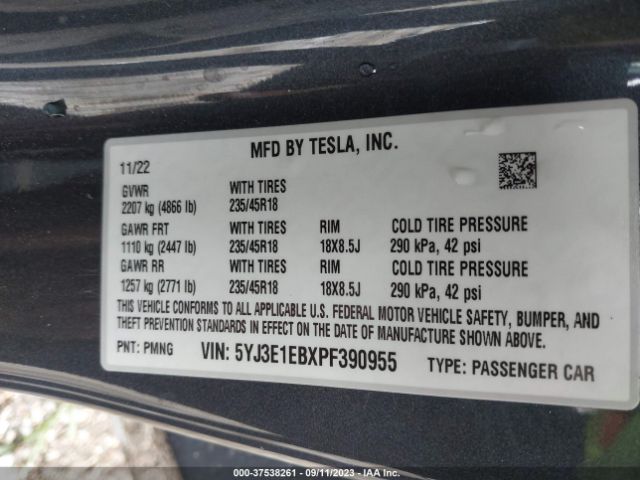 MFD BY TESLA, INC.
11/22
GVWR WITH TIRES
2207 kg (4866 lb) 235/45R18
GAWR FRT WITH TIRES RIM COLD TIRE PRESSURE
1110 kg (2447 lb) 235/45R18 18X8.5J 290 kPa, 42 psi
GAWR RR WITH TIRES RIM COLD TIRE PRESSURE
1257 kg (2771 lb) 235/45R18 18X8.5J 290 kPa, 42 psi
THIS VEHICLE CONFORMS TO ALL APPLICABLE U.S. FEDERAL MOTOR VEHICLE SAFETY, BUMPER, AND
THEFT PREVENTION STANDARDS IN EFFECT ON THE DATE OF MANUFACTURE SHOWN ABOVE.
PNT: PMNG VIN: 5YJ3E1EBXPF390955 TYPE: PASSENGER CAR
000-37538261 - 09/11/2023 - IAA Inc.